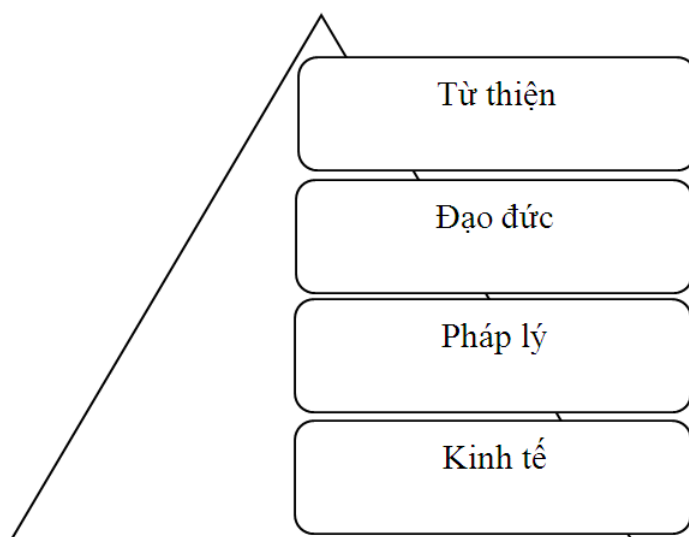 Từ thiện
Đạo đức
Pháp lý
Kinh tế